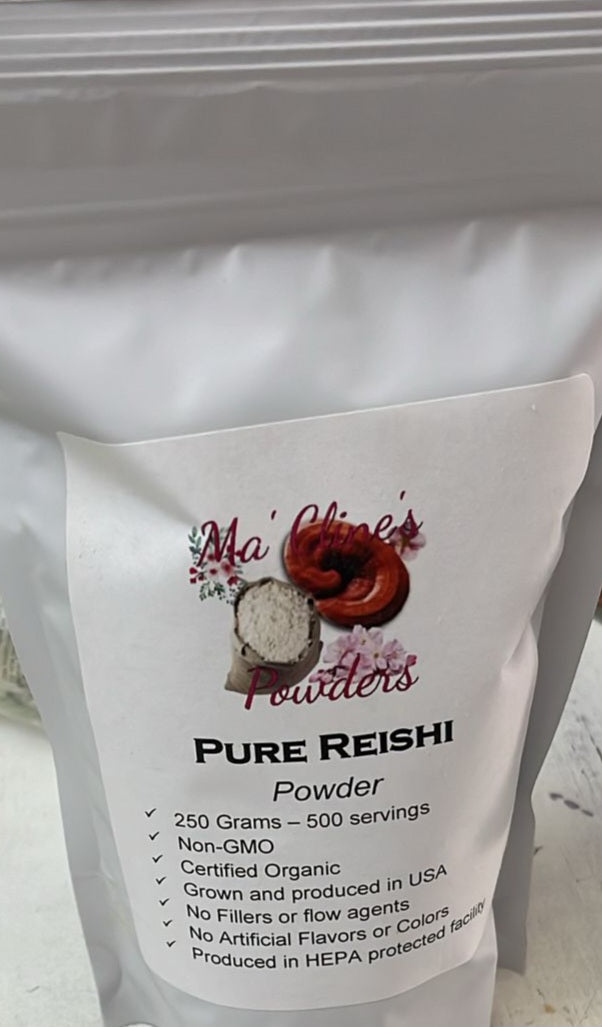 Ma' Cline's
Powders
PURE REISHI
Powder
✓ 250 Grams – 500 servings
✓ Non-GMO
✓ Certified Organic
✓ Grown and produced in USA
✓ No Fillers or flow agents
✓ No Artificial Flavors or Colors
✓ Produced in HEPA protected facility